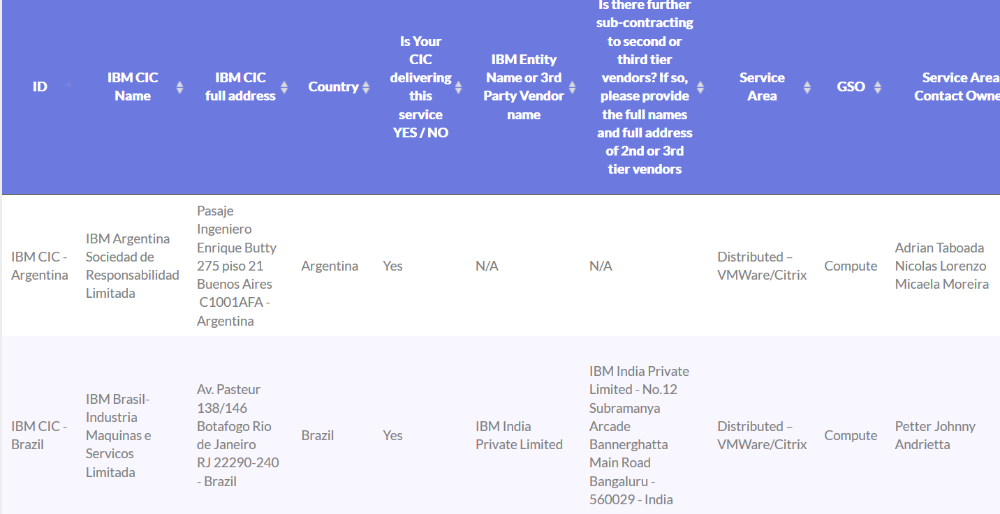 ID
IBM CIC
Name
IBM CIC
full address
Country
Is Your
CIC
delivering
this
service
YES / NO
IBM Entity
Name or 3rd
Party Vendor
name
Is there further
sub-contracting
to second or
third tier
vendors? If so,
please provide
the full names
and full address
of 2nd or 3rd
tier vendors
Service
Area
GSO
Service Area
Contact Owne
IBM CIC -
Argentina
IBM Argentina
Sociedad de
Responsabilidad
Limitada
Pasaje
Ingeniero
Enrique Butty
275 piso 21
Buenos Aires
C1001AFA -
Argentina
Argentina
Yes
N/A
N/A
Distributed –
VMWare/Citrix
Compute
Adrian Taboada
Nicolas Lorenzo
Micaela Moreira
IBM CIC -
Brazil
IBM Brasil-
Industria
Maquinas e
Servicos
Limitada
Av. Pasteur
138/146
Botafogo Rio
de Janeiro
RJ 22290-240
- Brazil
Brazil
Yes
IBM India
Private Limited
IBM India Private
Limited - No.12
Subramanya
Arcade
Bannerghatta
Main Road
Bangaluru -
560029 - India
Distributed –
VMWare/Citrix
Compute
Petter Johnny
Andrietta